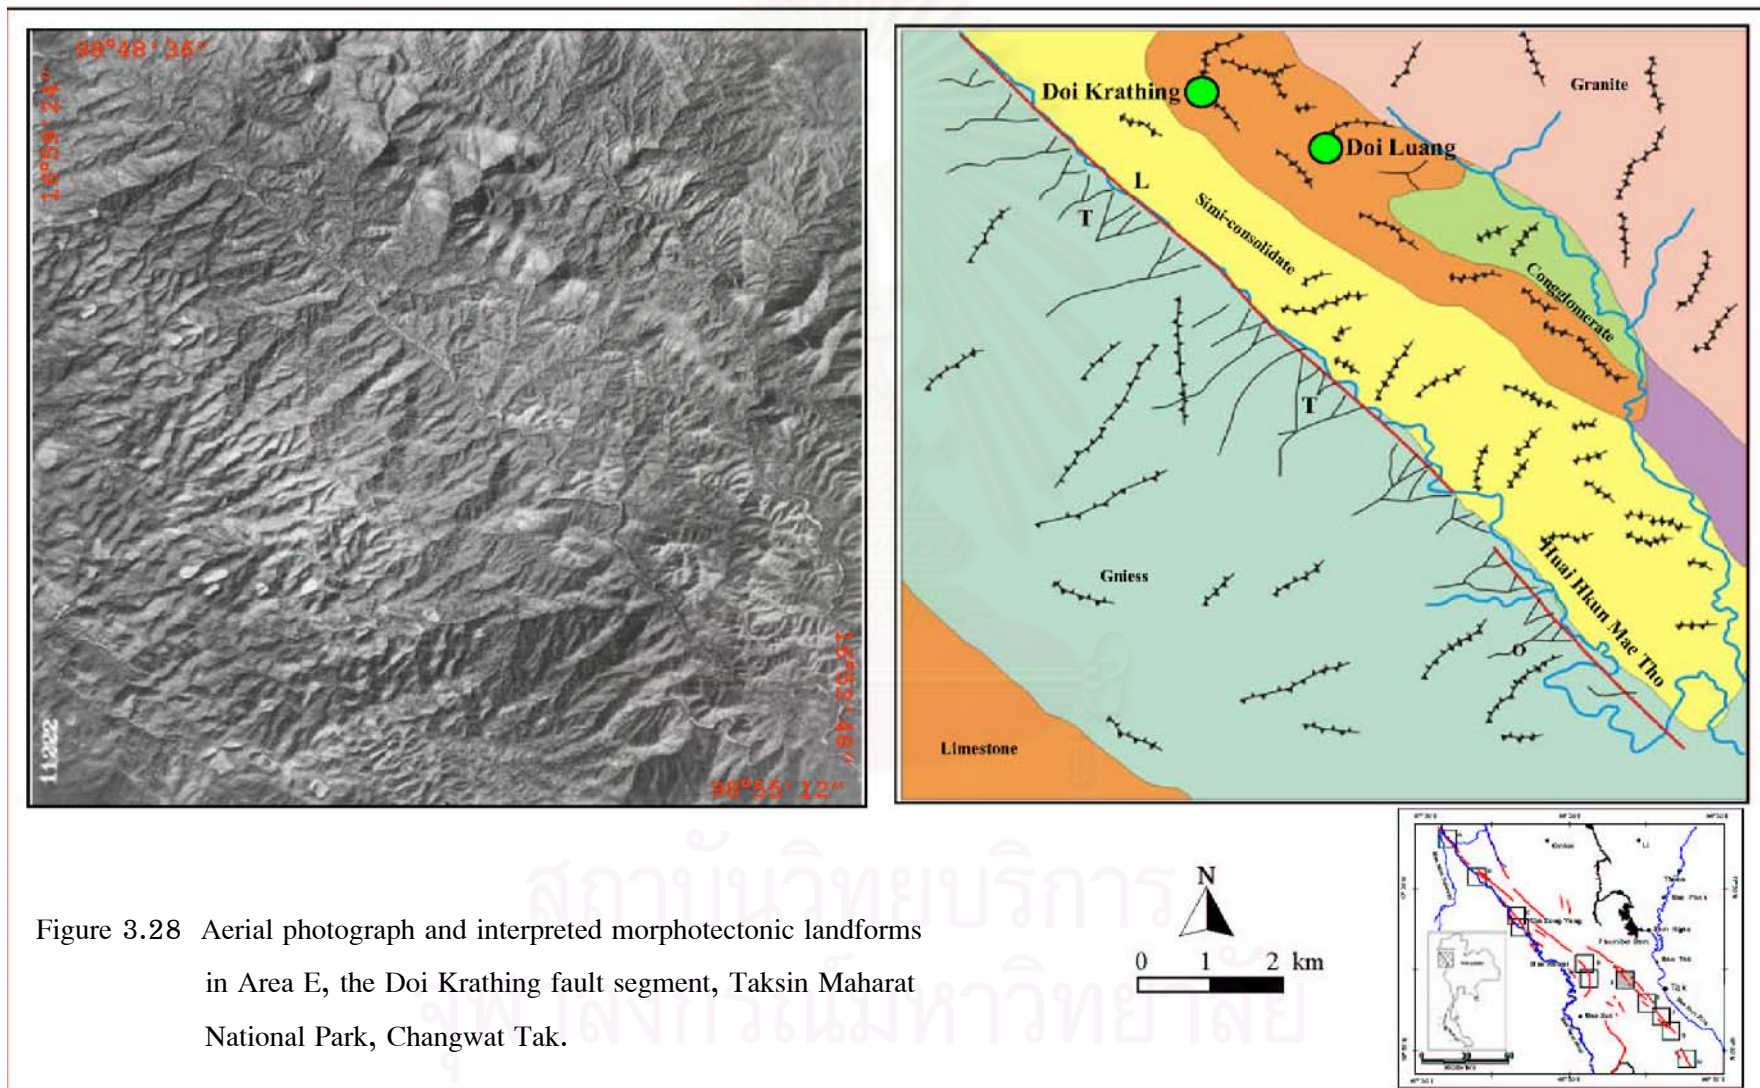 98°48'36"
16°59'24"
16°52'48"
98°55'12"
11222
Doi Krathing
Doi Luang
Granite
L
T
Simi-consolidate
Congglomerate
T
Gniess
O
Huai Hkun Mae Tho
Limestone
N
0 1 2 km
Figure 3.28 Aerial photograph and interpreted morphotectonic landforms
in Area E, the Doi Krathing fault segment, Taksin Maharat
National Park, Changwat Tak.
สถาบันวิทยบริการ
จุฬาลงกรณ์มหาวิทยาลัย
Li
Tak